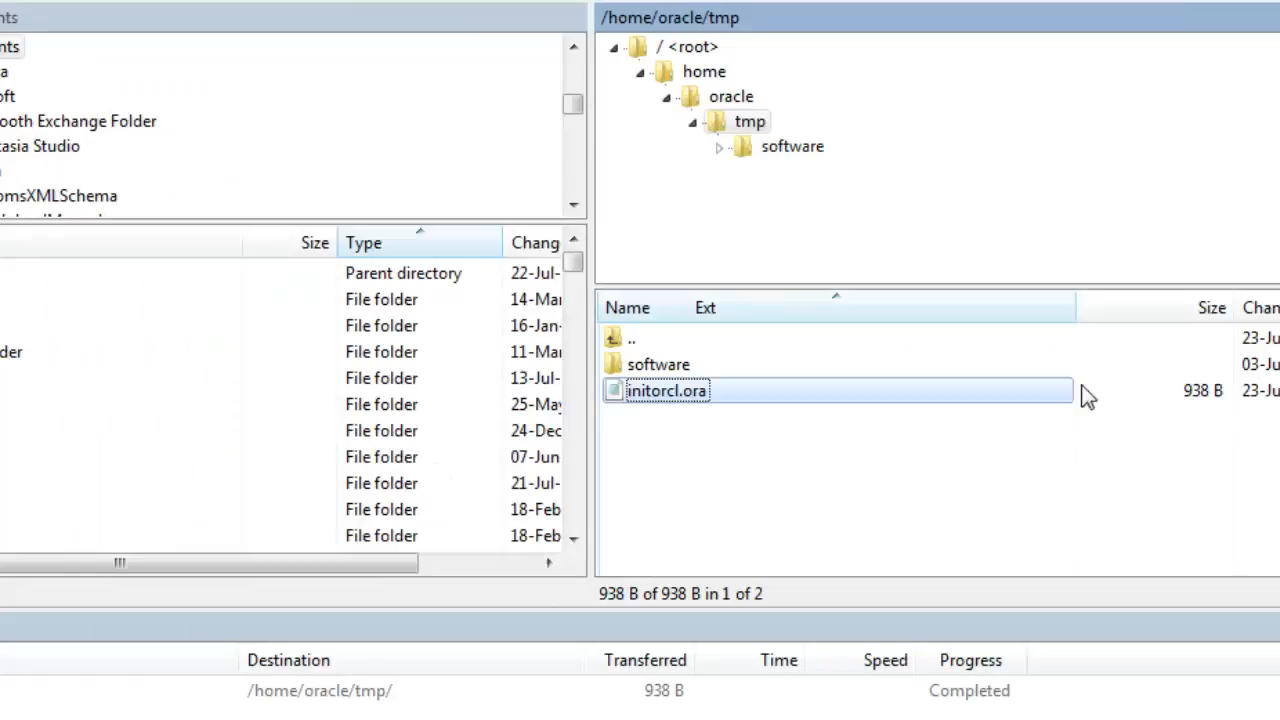 nts
nts
a
oft
ooth Exchange Folder
tasia Studio
omsXMLSchema
Size Type Chang
Parent directory 22-Jul-
File folder 14-Mar
File folder 16-Jan-
der File folder 11-Mar
File folder 13-Jul-
File folder 25-May
File folder 24-Dec
File folder 07-Jun
File folder 21-Jul-
File folder 18-Feb
File folder 18-Feb
/home/oracle/tmp
/ <root>
home
oracle
tmp
software
Name Ext Size Chan
.. 23-Ju
software 03-Ju
initorcl.ora 938 B 23-Ju
938 B of 938 B in 1 of 2
Destination Transferred Time Speed Progress
/home/oracle/tmp/ 938 B Completed